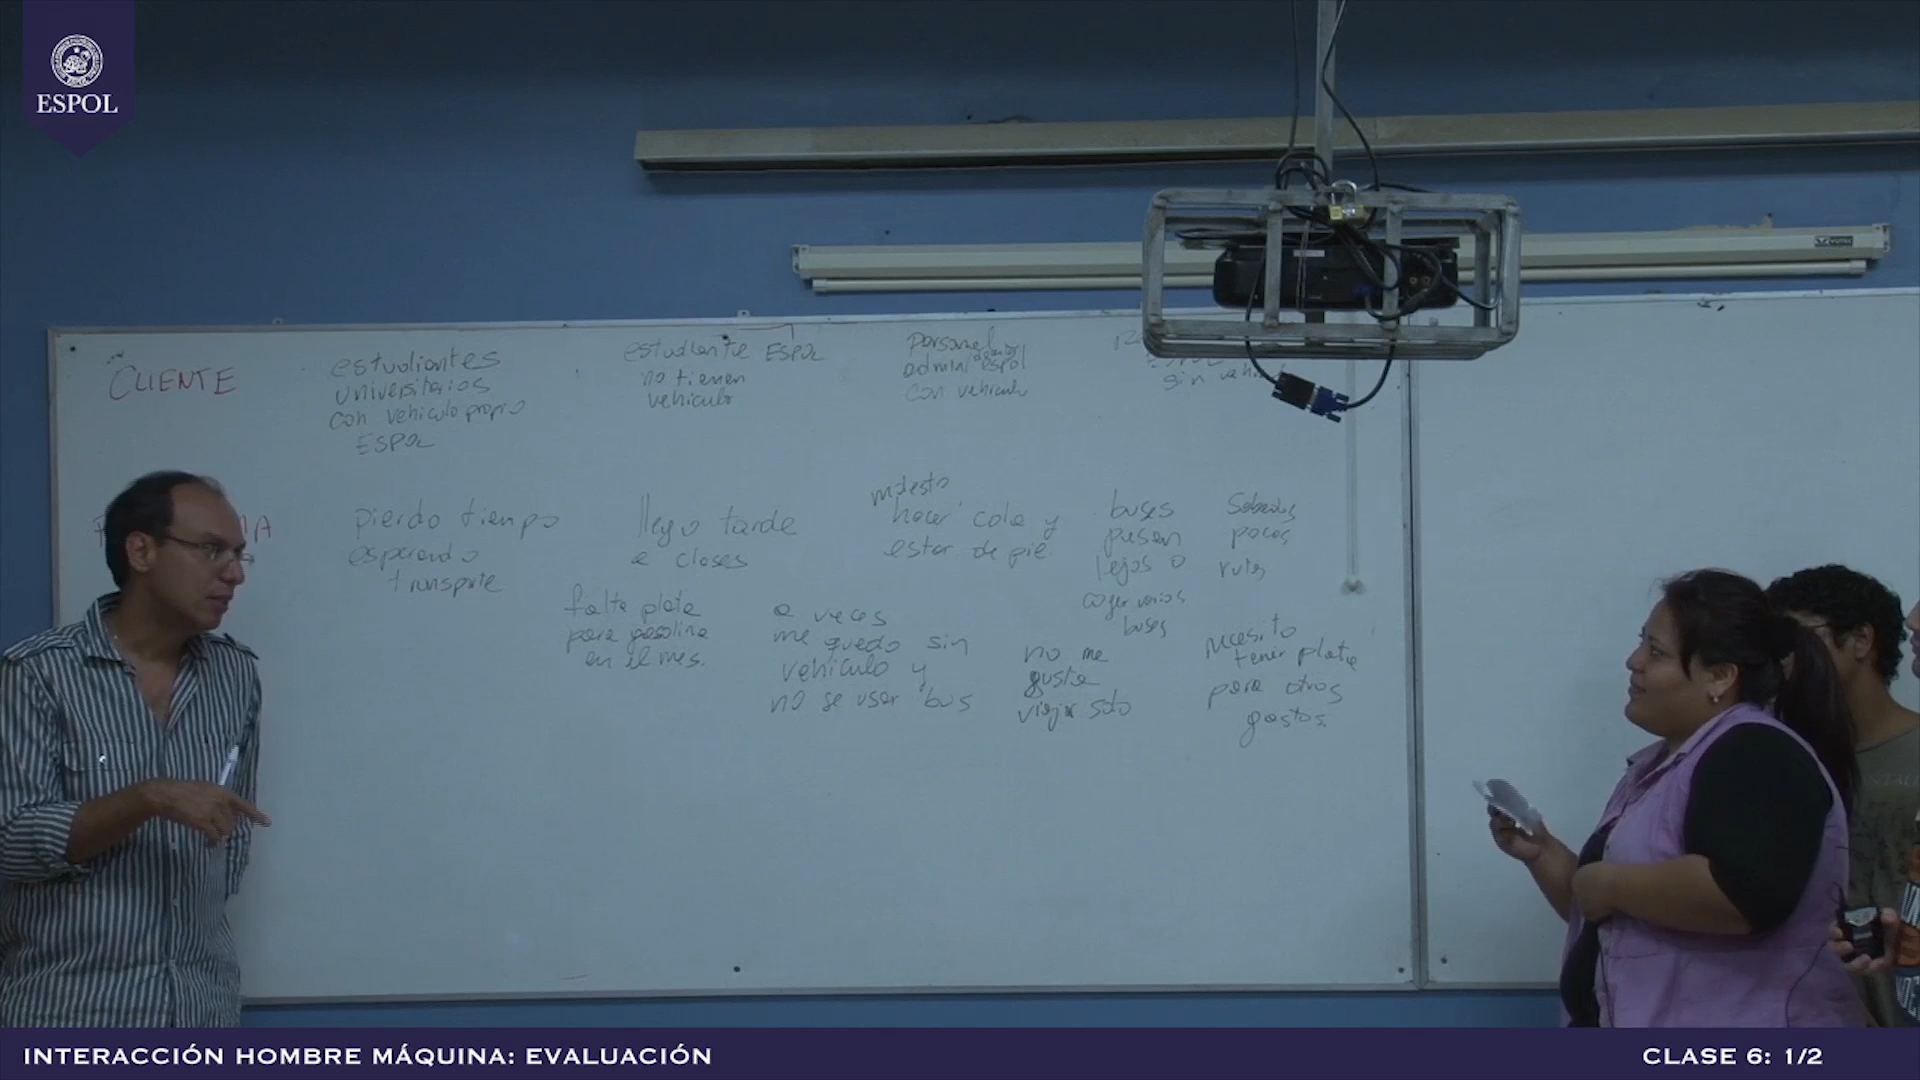 ESPOL
CLIENTE
estudiantes
universitarios
con vehiculo propio
ESPOL
estudiante ESPOL
no tienen
vehiculo
personal
admin espol
con vehiculo
sin
pierdo tiempo
esperando
transporte
llego tarde
a clases
molesto
hacer cola y
estar de pie
buses
pasan
lejos o
coger varios
buses
Sabados
pocas
rutas
falta plata
para gasolina
en el mes.
a veces
me quedo sin
vehiculo y
no se usar bus
no me
gusta
viajar solo
necesito
tener plata
para otros
gastos.
INTERACCIÓN HOMBRE MÁQUINA: EVALUACIÓN
CLASE 6: 1/2